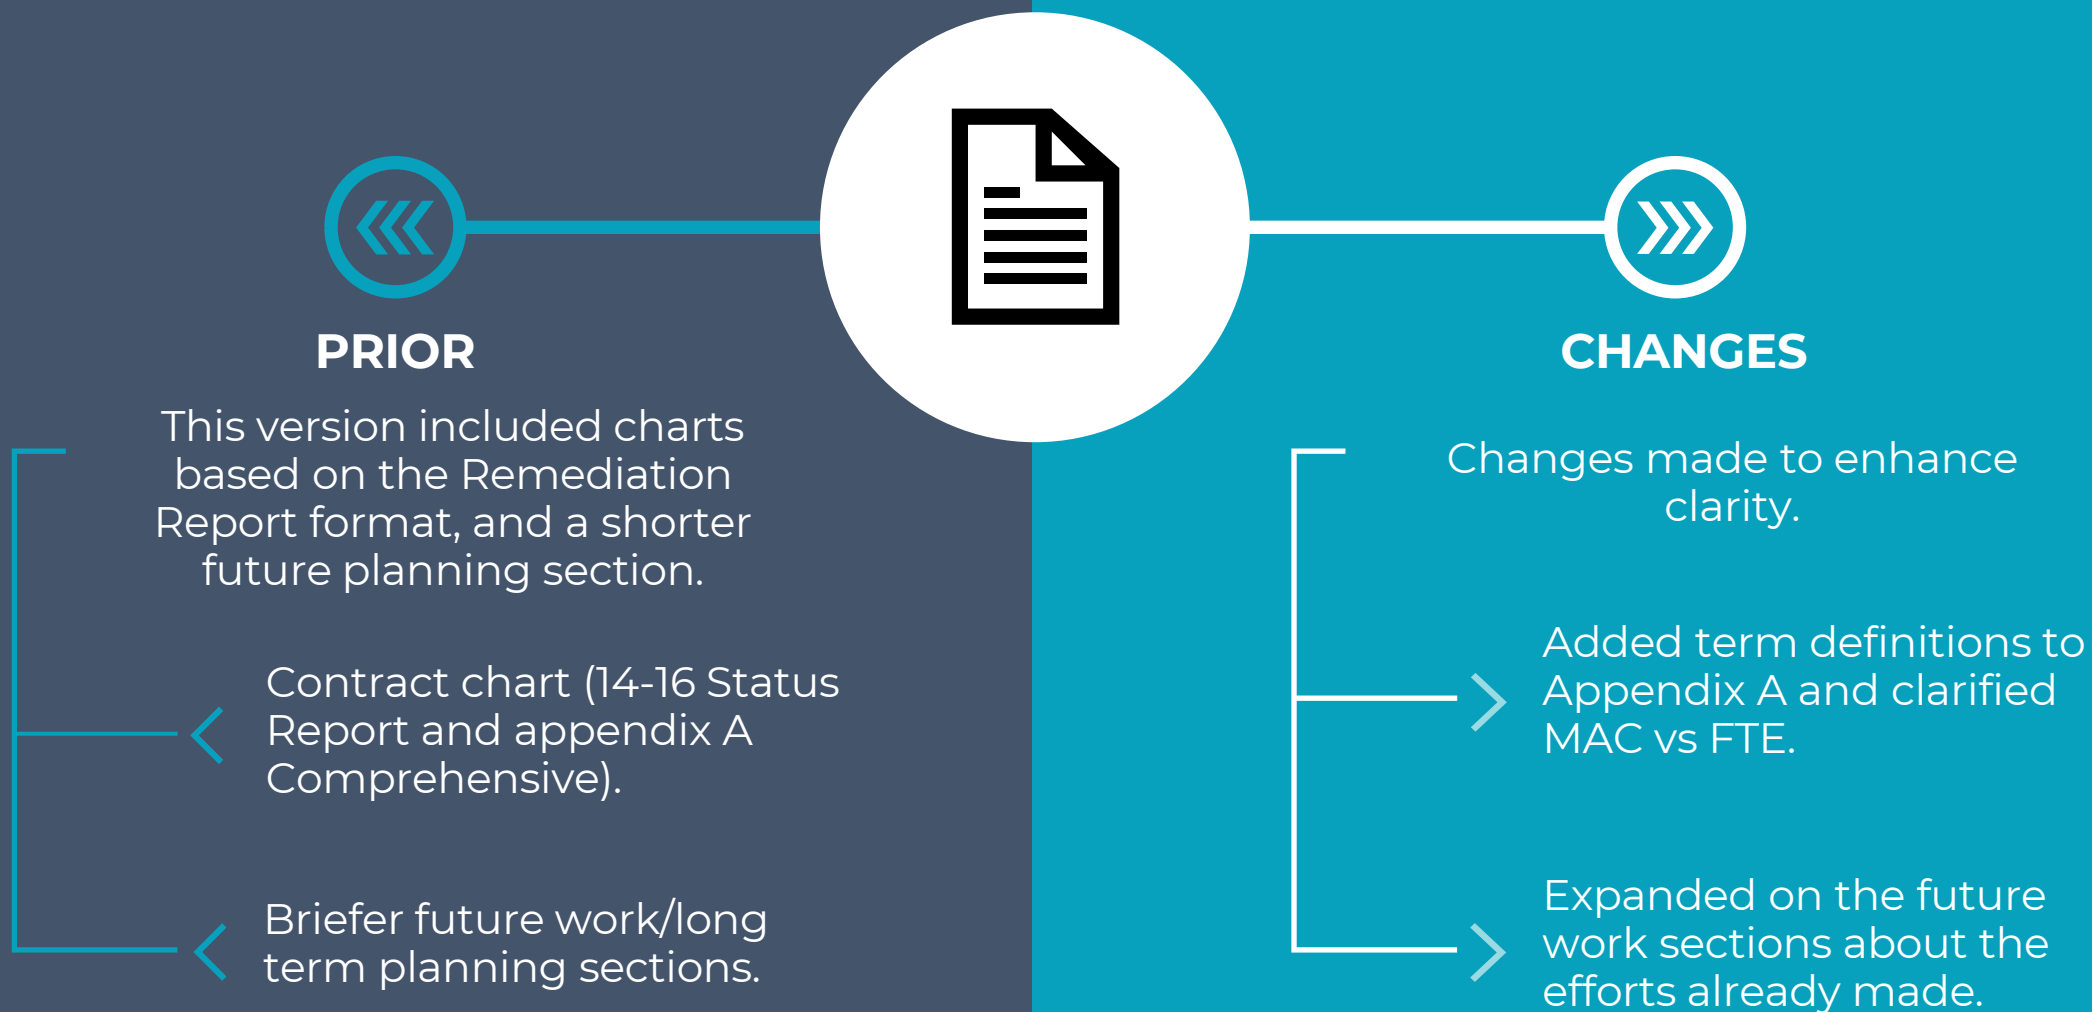 PRIOR
This version included charts
based on the Remediation
Report format, and a shorter
future planning section.
Contract chart (14-16 Status
Report and appendix A
Comprehensive).
Briefer future work/long
term planning sections.
CHANGES
Changes made to enhance
clarity.
Added term definitions to
Appendix A and clarified
MAC vs FTE.
Expanded on the future
work sections about the
efforts already made.